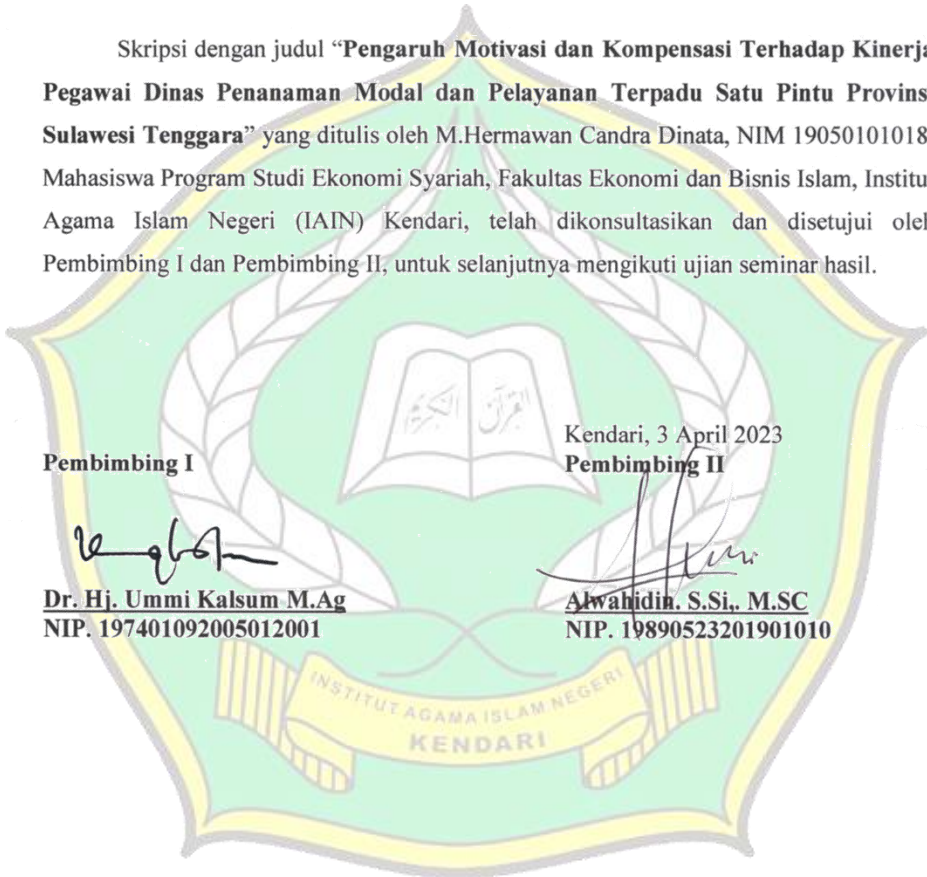 Skripsi dengan judul “Pengaruh Motivasi dan Kompensasi Terhadap Kinerja
Pegawai Dinas Penanaman Modal dan Pelayanan Terpadu Satu Pintu Provins
Sulawesi Tenggara” yang ditulis oleh M.Hermawan Candra Dinata, NIM 19050101018
Mahasiswa Program Studi Ekonomi Syariah, Fakultas Ekonomi dan Bisnis Islam, Institu
Agama Islam Negeri (IAIN) Kendari, telah dikonsultasikan dan disetujui oleh
Pembimbing I dan Pembimbing II, untuk selanjutnya mengikuti ujian seminar hasil.
القرآن الكريم
Kendari, 3 April 2023
Pembimbing I
Pembimbing II
Dr. Hj. Ummi Kalsum M.Ag
NIP. 197401092005012001
Alwahidin. S.Si,. M.SC
NIP. 19890523201901010
INSTITUT AGAMA ISLAM NEGERI
KENDARI